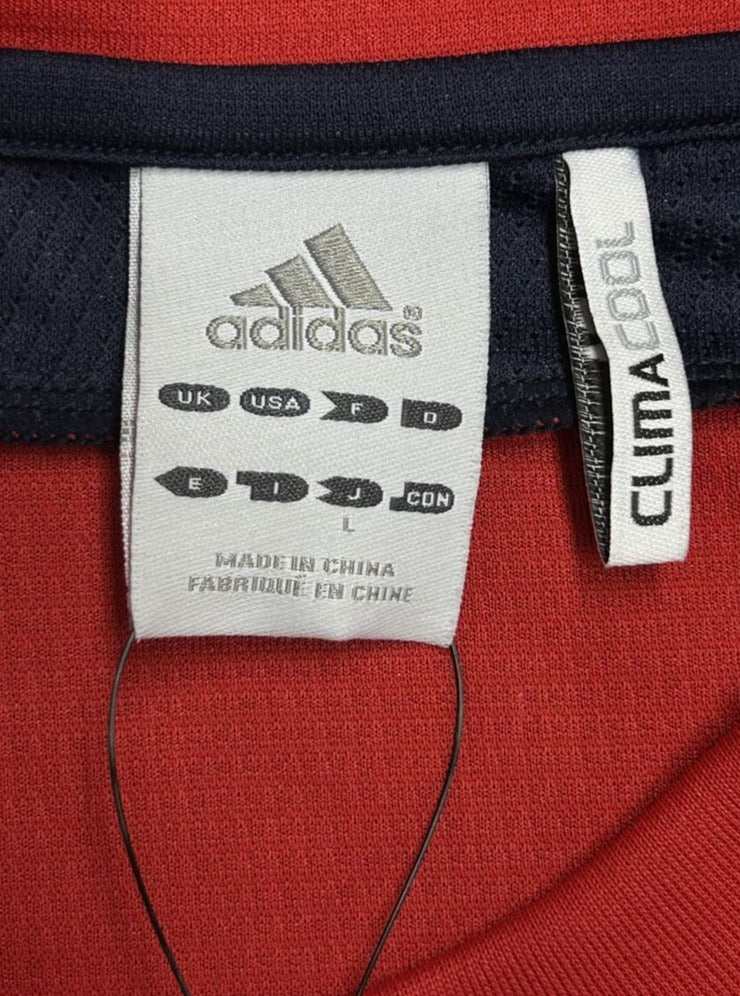 adidas®
UK USA F D
E I J CON
L
MADE IN CHINA
FABRIQUÉ EN CHINE
CLIMACOOL